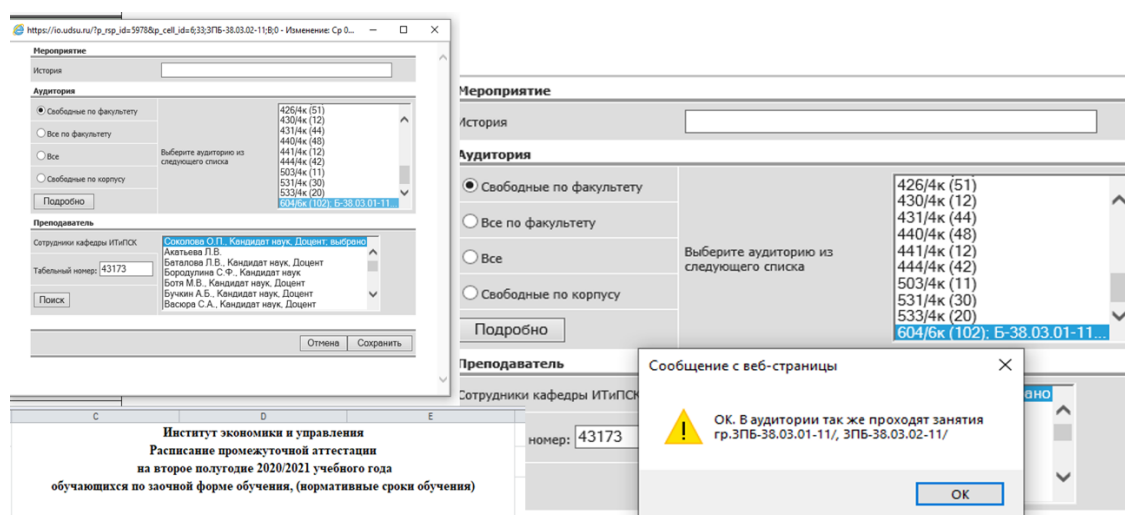 https://io.udsu.ru/?p_rsp_id=5978&p_cell_id=6;33;ЗПБ-38.03.02-11;В;0 - Изменение: Ср 0...
Мероприятие
История
Аудитория
Свободные по факультету
Все по факультету
Все
Свободные по корпусу
Подробно
Выберите аудиторию из
следующего списка
426/4к (51)
430/4к (12)
431/4к (44)
440/4к (48)
441/4к (12)
444/4к (42)
503/4к (11)
531/4к (30)
533/4к (20)
604/6к (102); Б-38.03.01-11...
Преподаватель
Сотрудники кафедры ИТиПСК
Табельный номер: 43173
Поиск
Соколова О.П., Кандидат наук, Доцент; выбрано
Акатьева Л.В.
Баталова Л.В., Кандидат наук, Доцент
Бородулина С.Ф., Кандидат наук
Ботя М.В., Кандидат наук, Доцент
Бучкин А.Б., Кандидат наук, Доцент
Васюра С.А., Кандидат наук, Доцент
Отмена
Сохранить
C D E
Институт экономики и управления
Расписание промежуточной аттестации
на второе полугодие 2020/2021 учебного года
обучающихся по заочной форме обучения, (нормативные сроки обучения)
Мероприятие
История
Аудитория
Свободные по факультету
Все по факультету
Все
Свободные по корпусу
Подробно
Выберите аудиторию из
следующего списка
426/4к (51)
430/4к (12)
431/4к (44)
440/4к (48)
441/4к (12)
444/4к (42)
503/4к (11)
531/4к (30)
533/4к (20)
604/6к (102); Б-38.03.01-11...
Преподаватель
Сотрудники кафедры ИТиПСК
номер: 43173
ано
Сообщение с веб-страницы
ОК. В аудитории так же проходят занятия
гр.ЗПБ-38.03.01-11/, ЗПБ-38.03.02-11/
ОК